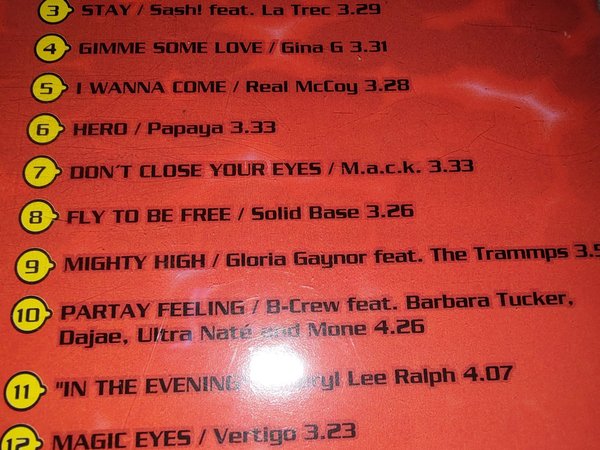 3 STAY / Sash! feat. La Trec 3.29
4 GIMME SOME LOVE / Gina G 3.31
5 I WANNA COME / Real McCoy 3.28
6 HERO / Papaya 3.33
7 DON´T CLOSE YOUR EYES / M.a.c.k. 3.33
8 FLY TO BE FREE / Solid Base 3.26
9 MIGHTY HIGH / Gloria Gaynor feat. The Trammps
10 PARTAY FEELING / B-Crew feat. Barbara Tucker,
Dajae, Ultra Naté and Mone 4.26
11 "IN THE EVENING Lee Ralph 4.07
12 MAGIC EYES / Vertigo 3.23